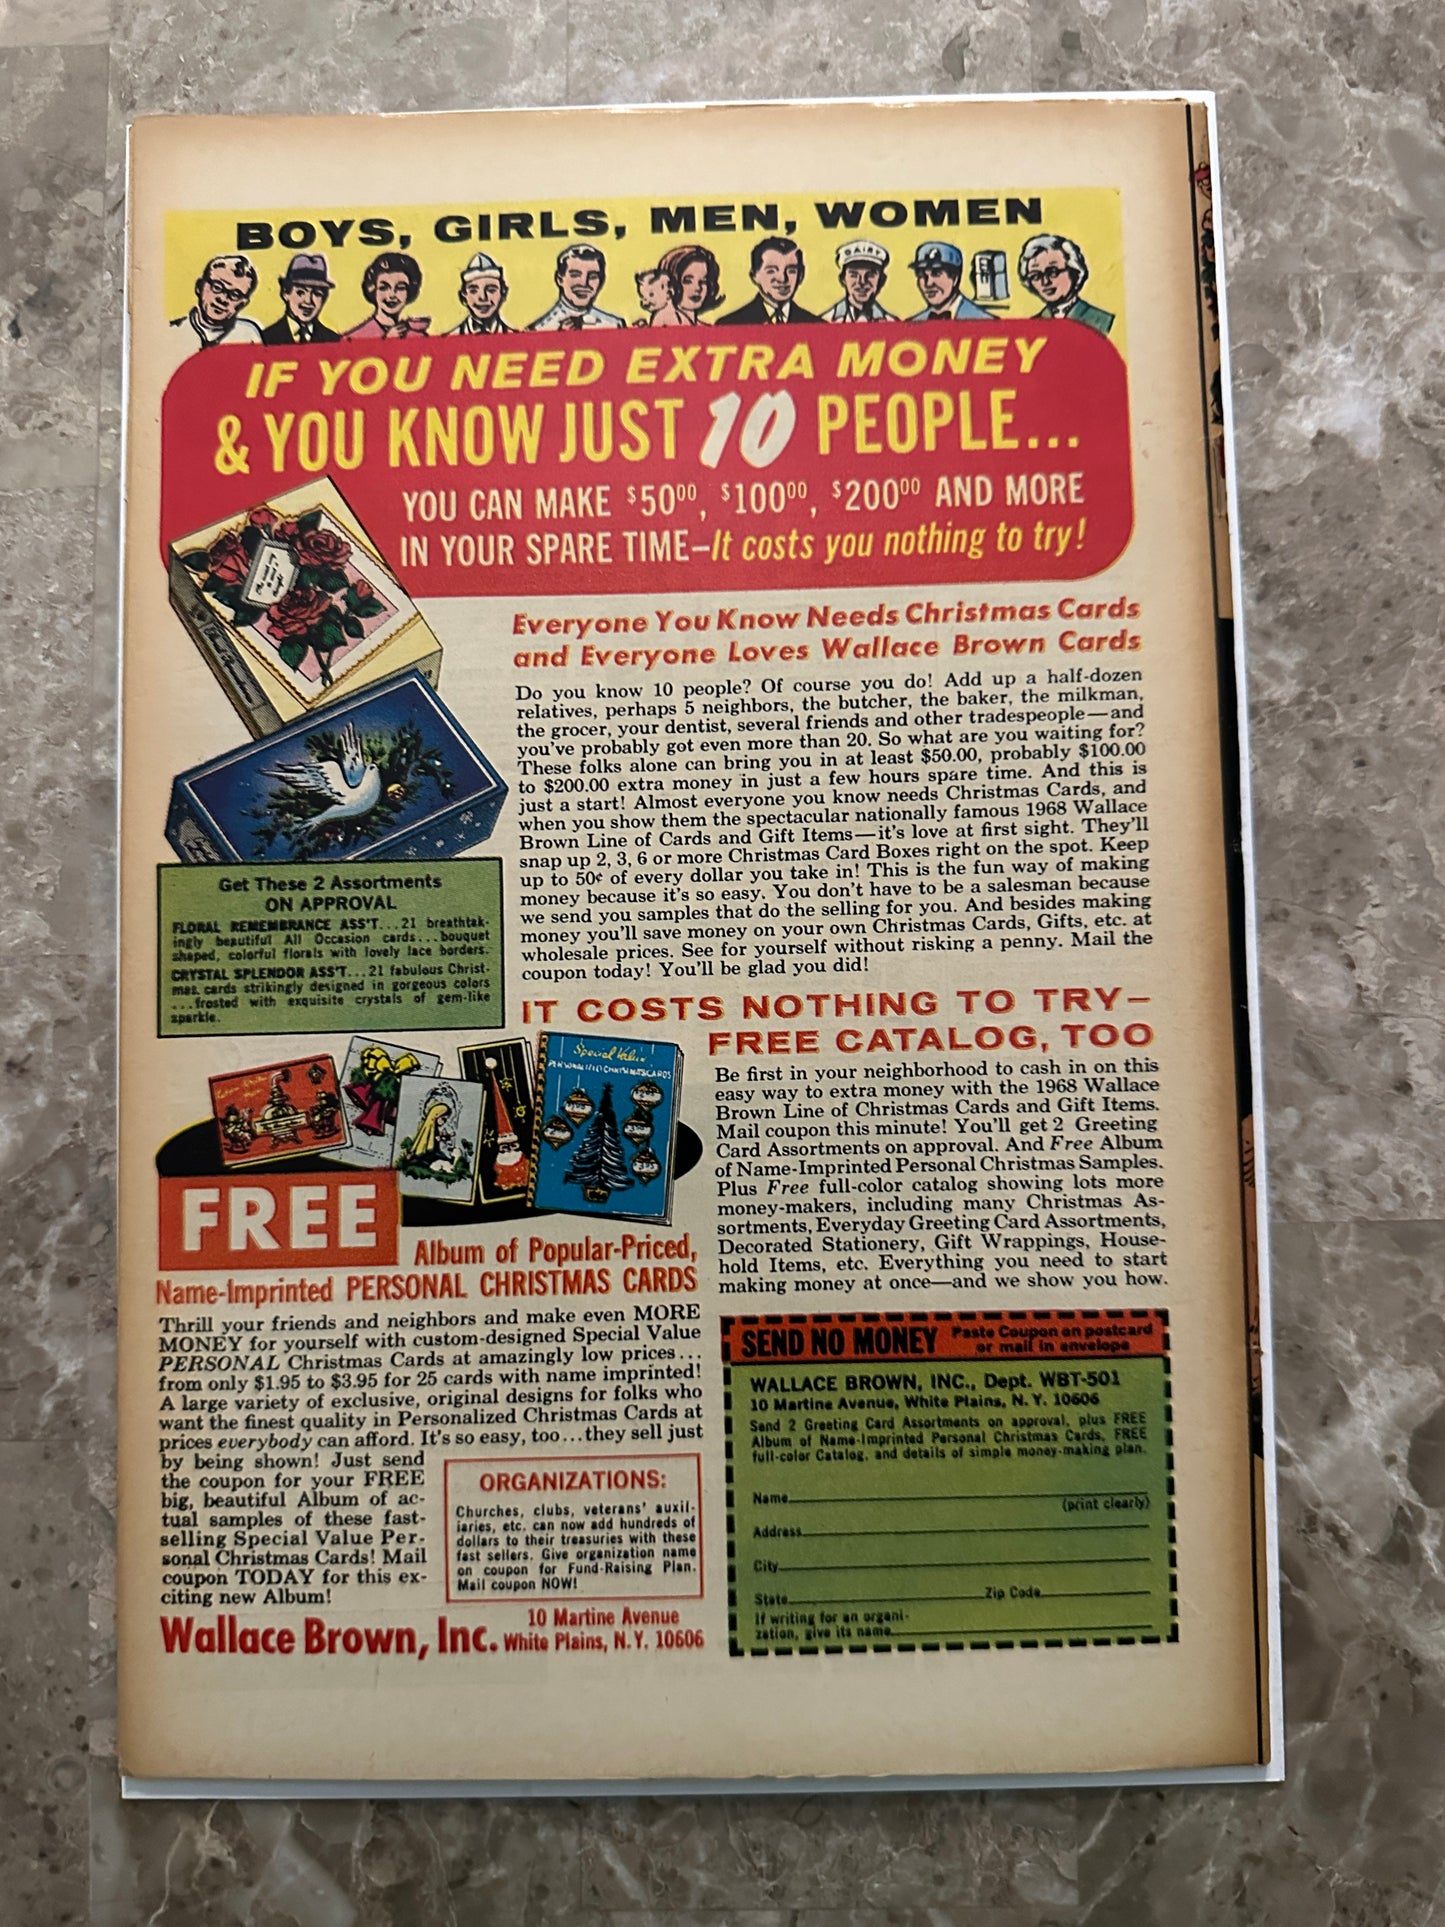 BOYS, GIRLS, MEN, WOMEN
DAIRY
IF YOU NEED EXTRA MONEY
& YOU KNOW JUST 10 PEOPLE...
YOU CAN MAKE $50⁰⁰, $100⁰⁰, $200⁰⁰ AND MORE
IN YOUR SPARE TIME—It costs you nothing to try!
Everyone You Know Needs Christmas Cards
and Everyone Loves Wallace Brown Cards
Do you know 10 people? Of course you do! Add up a half-dozen
relatives, perhaps 5 neighbors, the butcher, the baker, the milkman,
the grocer, your dentist, several friends and other tradespeople—and
you've probably got even more than 20. So what are you waiting for?
These folks alone can bring you in at least $50.00, probably $100.00
to $200.00 extra money in just a few hours spare time. And this is
just a start! Almost everyone you know needs Christmas Cards, and
when you show them the spectacular nationally famous 1968 Wallace
Brown Line of Cards and Gift Items—it's love at first sight. They'll
snap up 2, 3, 6 or more Christmas Card Boxes right on the spot. Keep
up to 50¢ of every dollar you take in! This is the fun way of making
money because it's so easy. You don't have to be a salesman because
we send you samples that do the selling for you. And besides making
money you'll save money on your own Christmas Cards, Gifts, etc. at
wholesale prices. See for yourself without risking a penny. Mail the
coupon today! You'll be glad you did!
Get These 2 Assortments
ON APPROVAL
FLORAL REMEMBRANCE ASS'T...21 breathtak-
ingly beautiful All Occasion cards...bouquet
shaped, colorful florals with lovely lace borders.
CRYSTAL SPLENDOR ASS'T...21 fabulous Christ-
mas cards strikingly designed in gorgeous colors
...frosted with exquisite crystals of gem-like
sparkle.
IT COSTS NOTHING TO TRY—
FREE CATALOG, TOO
Be first in your neighborhood to cash in on this
easy way to extra money with the 1968 Wallace
Brown Line of Christmas Cards and Gift Items.
Mail coupon this minute! You'll get 2 Greeting
Card Assortments on approval. And Free Album
of Name-Imprinted Personal Christmas Samples.
Plus Free full-color catalog showing lots more
money-makers, including many Christmas As-
sortments, Everyday Greeting Card Assortments,
Decorated Stationery, Gift Wrappings, House-
hold Items, etc. Everything you need to start
making money at once—and we show you how.
Special Value
PERSONALIZED CHRISTMAS CARDS
FREE
Album of Popular-Priced,
Name-Imprinted PERSONAL CHRISTMAS CARDS
Thrill your friends and neighbors and make even MORE
MONEY for yourself with custom-designed Special Value
PERSONAL Christmas Cards at amazingly low prices...
from only $1.95 to $3.95 for 25 cards with name imprinted!
A large variety of exclusive, original designs for folks who
want the finest quality in Personalized Christmas Cards at
prices everybody can afford. It's so easy, too...they sell just
by being shown! Just send
the coupon for your FREE
big, beautiful Album of ac-
tual samples of these fast-
selling Special Value Per-
sonal Christmas Cards! Mail
coupon TODAY for this ex-
citing new Album!
ORGANIZATIONS:
Churches, clubs, veterans' auxil-
iaries, etc. can now add hundreds of
dollars to their treasuries with these
fast sellers. Give organization name
on coupon for Fund-Raising Plan.
Mail coupon NOW!
Wallace Brown, Inc. 10 Martine Avenue
White Plains, N.Y. 10606
SEND NO MONEY Paste Coupon on postcard
or mail in envelope
WALLACE BROWN, INC., Dept. WBT-501
10 Martine Avenue, White Plains, N. Y. 10606
Send 2 Greeting Card Assortments on approval, plus FREE
Album of Name-Imprinted Personal Christmas Cards, FREE
full-color Catalog, and details of simple money-making plan.
Name
(print clearly)
Address
City
State Zip Code
If writing for an organi-
zation, give its name